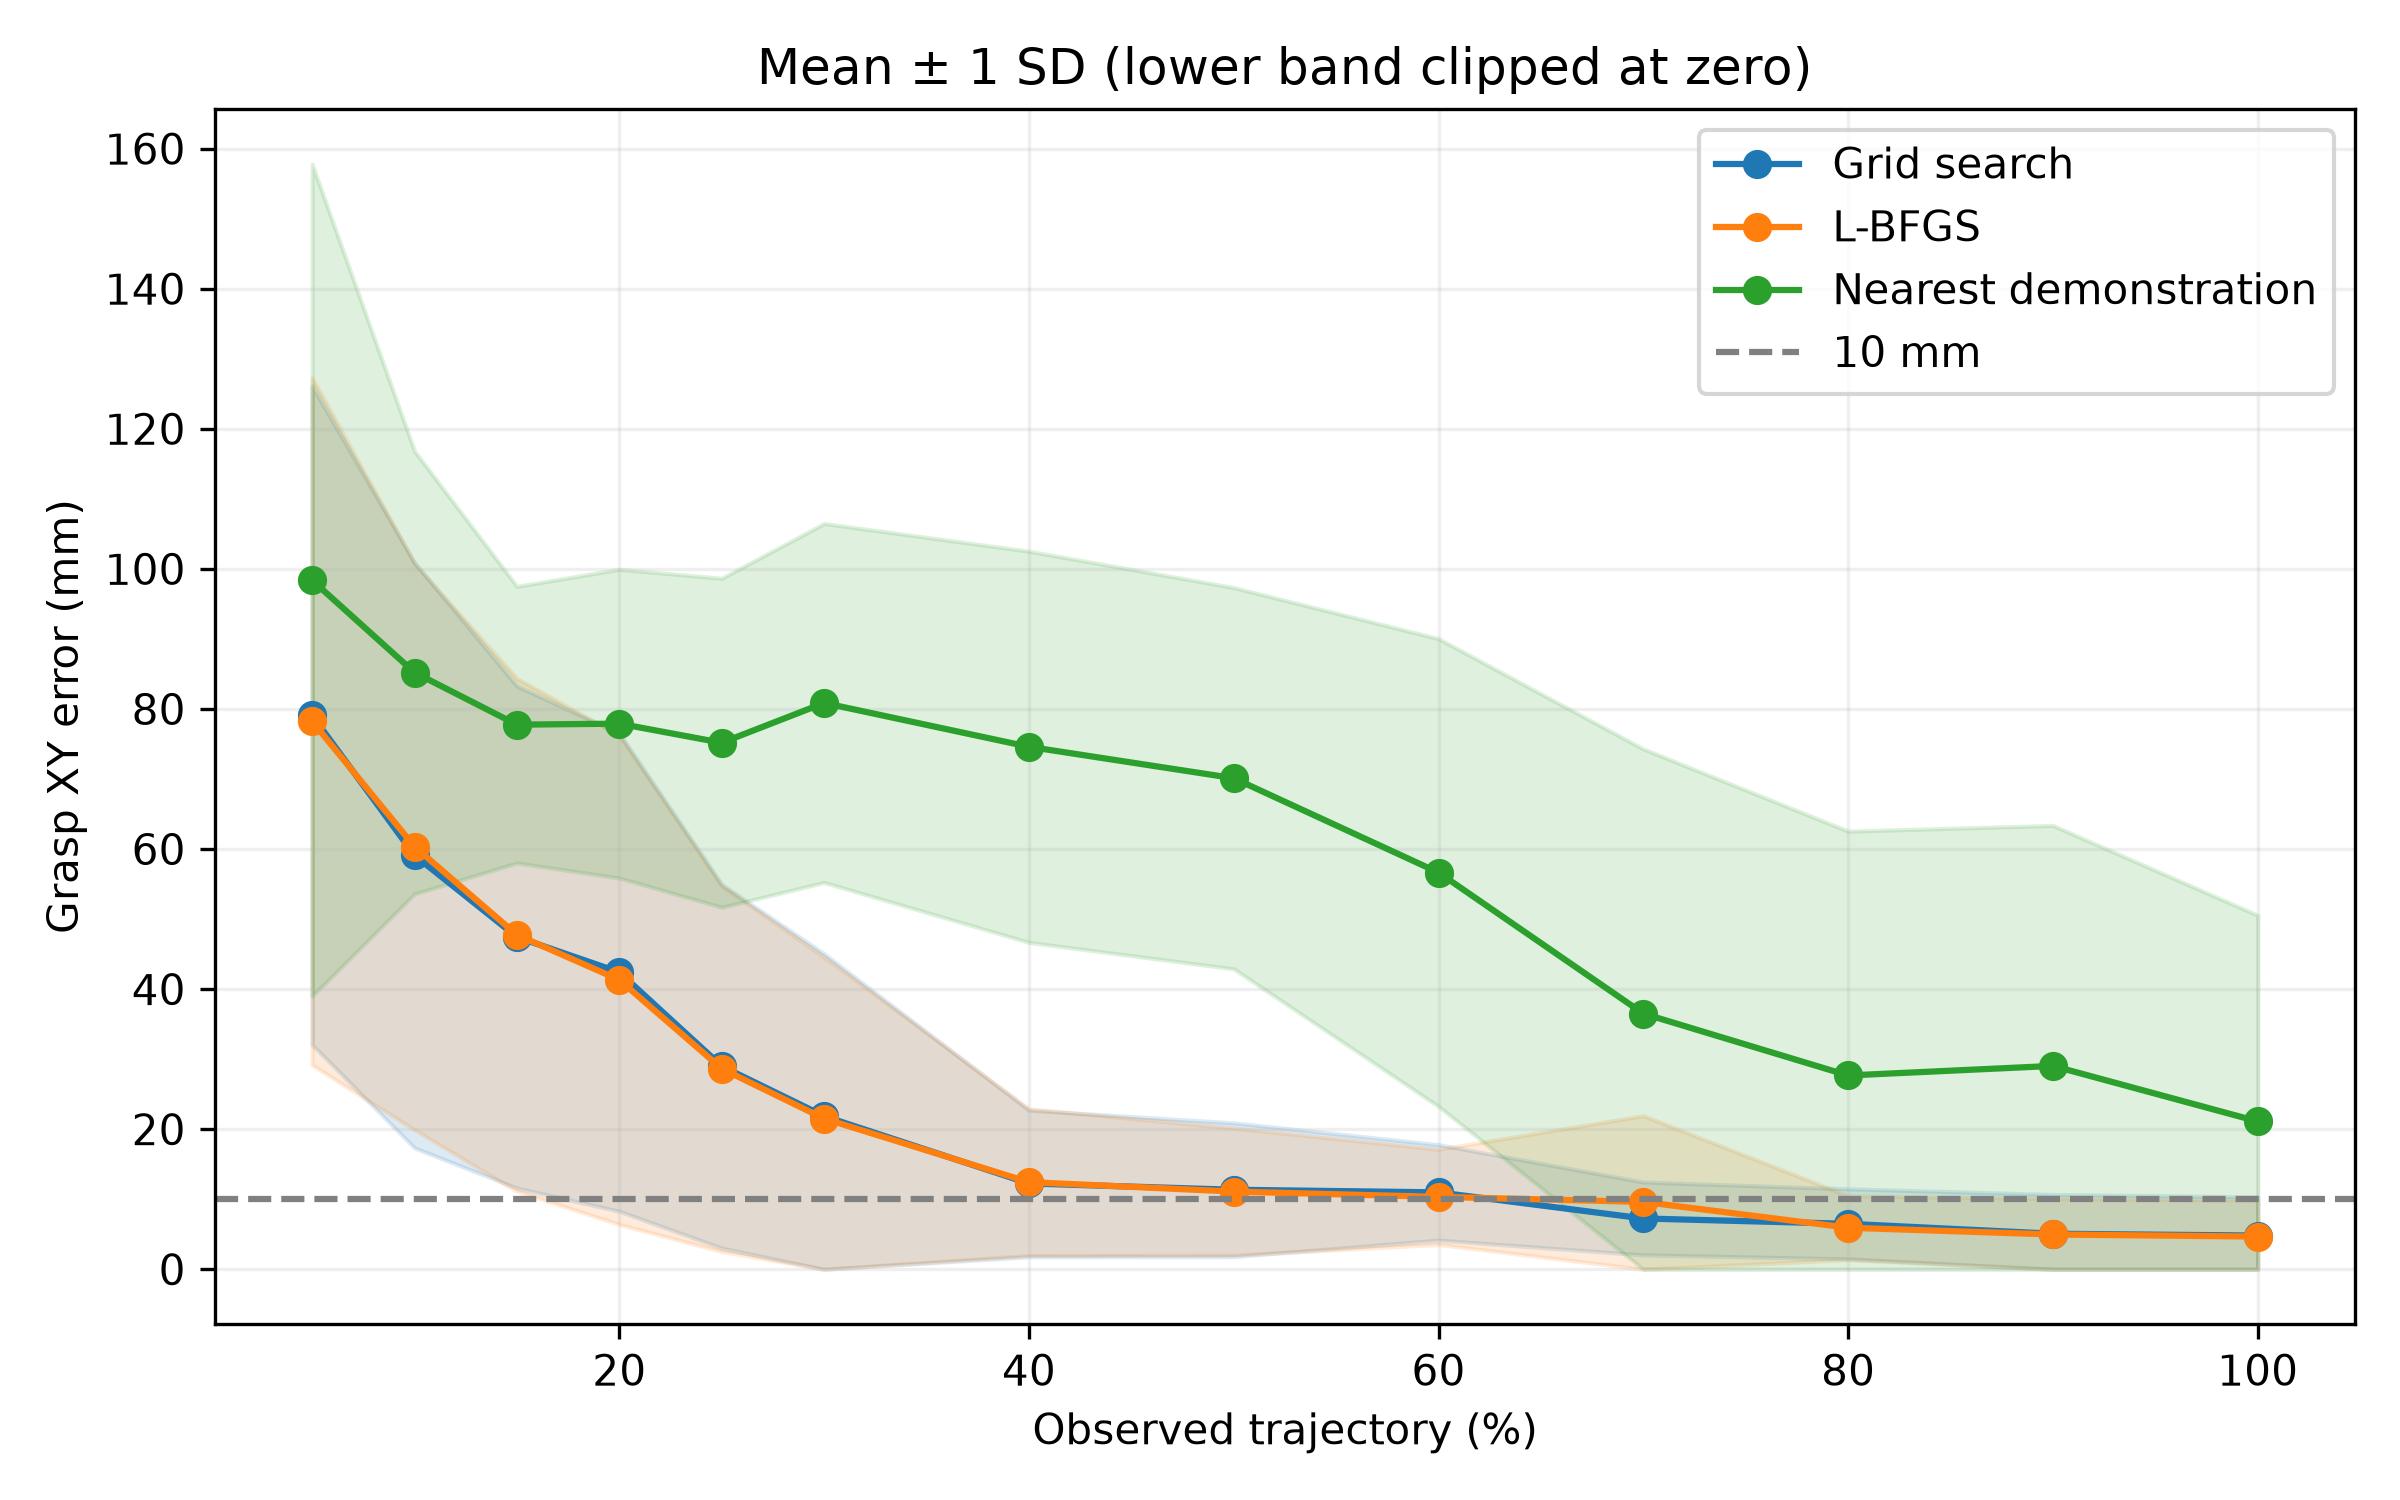 Mean ± 1 SD (lower band clipped at zero)
Grid search
L-BFGS
Nearest demonstration
10 mm
Grasp XY error (mm)
160
140
120
100
80
60
40
20
0
20 40 60 80 100
Observed trajectory (%)